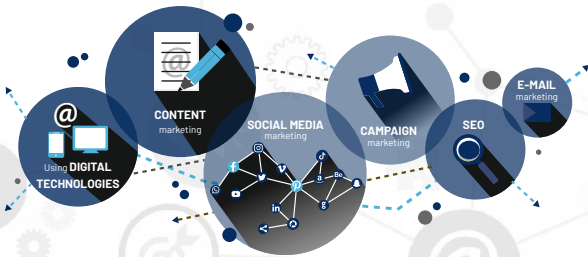 @
Using DIGITAL
TECHNOLOGIES
@
CONTENT
marketing
SOCIAL MEDIA
marketing
CAMPAIGN
marketing
SEO
E-MAIL
marketing